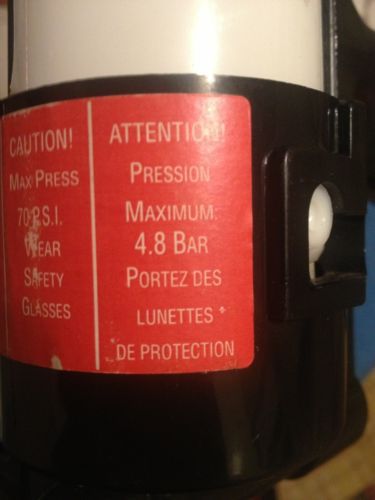 CAUTION!
MAX PRESS
70 P.S.I.
WEAR
SAFETY
GLASSES
ATTENTION!
PRESSION
MAXIMUM:
4.8 BAR
PORTEZ DES
LUNETTES
DE PROTECTION